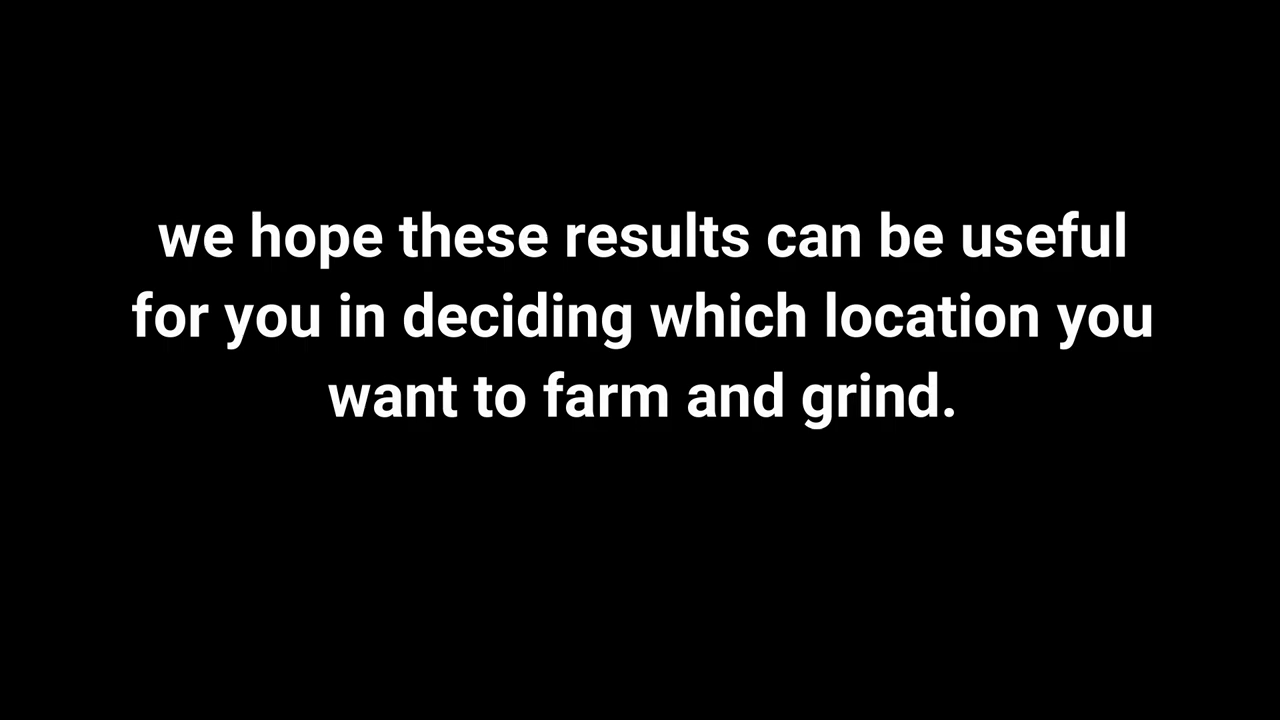 we hope these results can be useful
for you in deciding which location you
want to farm and grind.